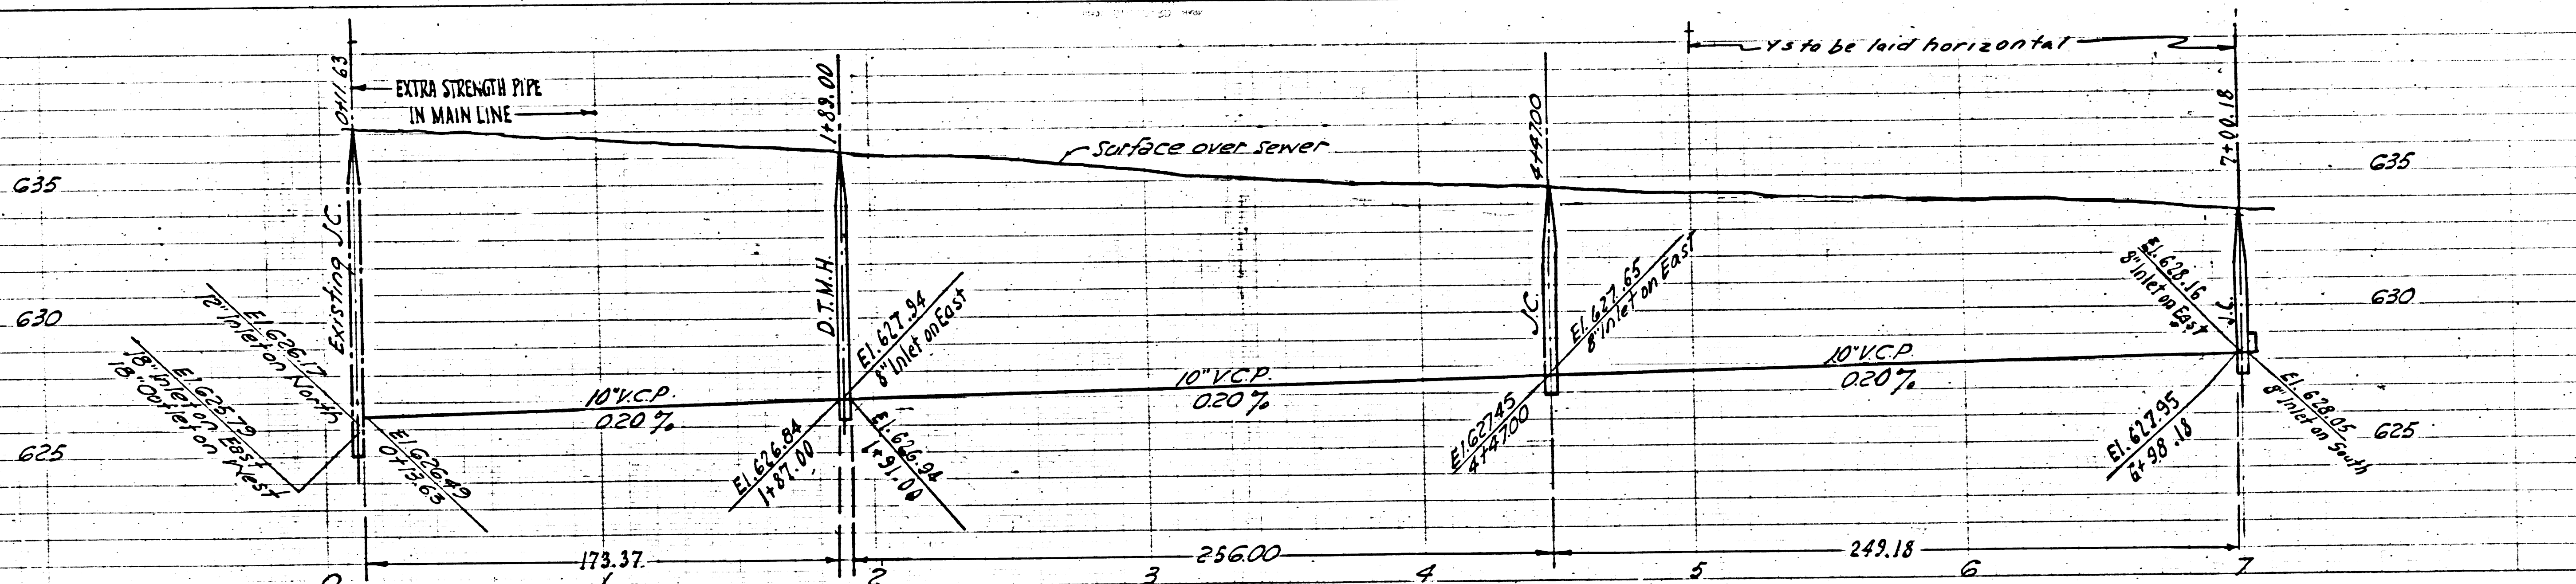 Ys to be laid horizontal
0+11.63
EXTRA STRENGTH PIPE
IN MAIN LINE
1+89.00
4+47.00
7+00.18
Surface over sewer
635
635
Existing J.C.
D.T.M.H.
J.C.
J.C.
630
630
El. 626.17
12" Inlet on North
El. 625.79
18" Inlet on East
18" Outlet on West
El. 627.94
8" Inlet on East
El. 627.65
8" Inlet on East
El. 628.16
8" Inlet on East
El. 628.05
8" Inlet on South
10" V.C.P.
0.20 %
10" V.C.P.
0.20 %
10" V.C.P.
0.20 %
625
625
El. 626.49
0+13.63
El. 626.84
1+87.00
El. 626.94
1+91.00
El. 627.45
4+47.00
El. 627.95
6+98.18
173.37
256.00
249.18
0
1
2
3
4
5
6
7